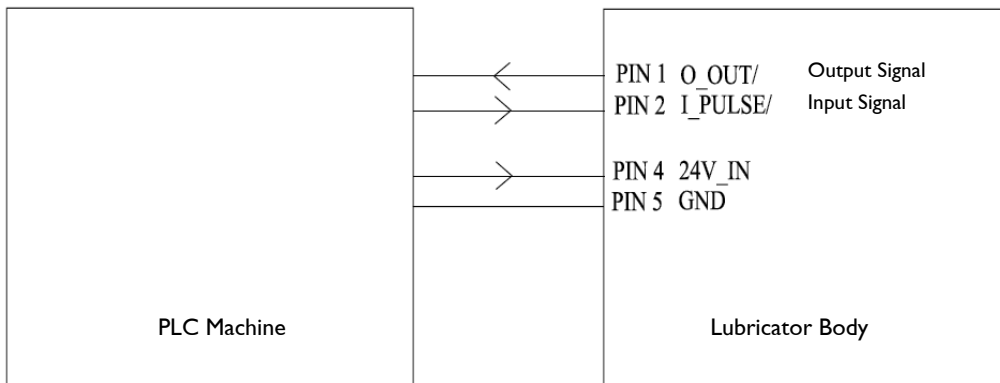 PIN 1 O_OUT/ Output Signal
PIN 2 I_PULSE/ Input Signal
PIN 4 24V_IN
PIN 5 GND
PLC Machine Lubricator Body